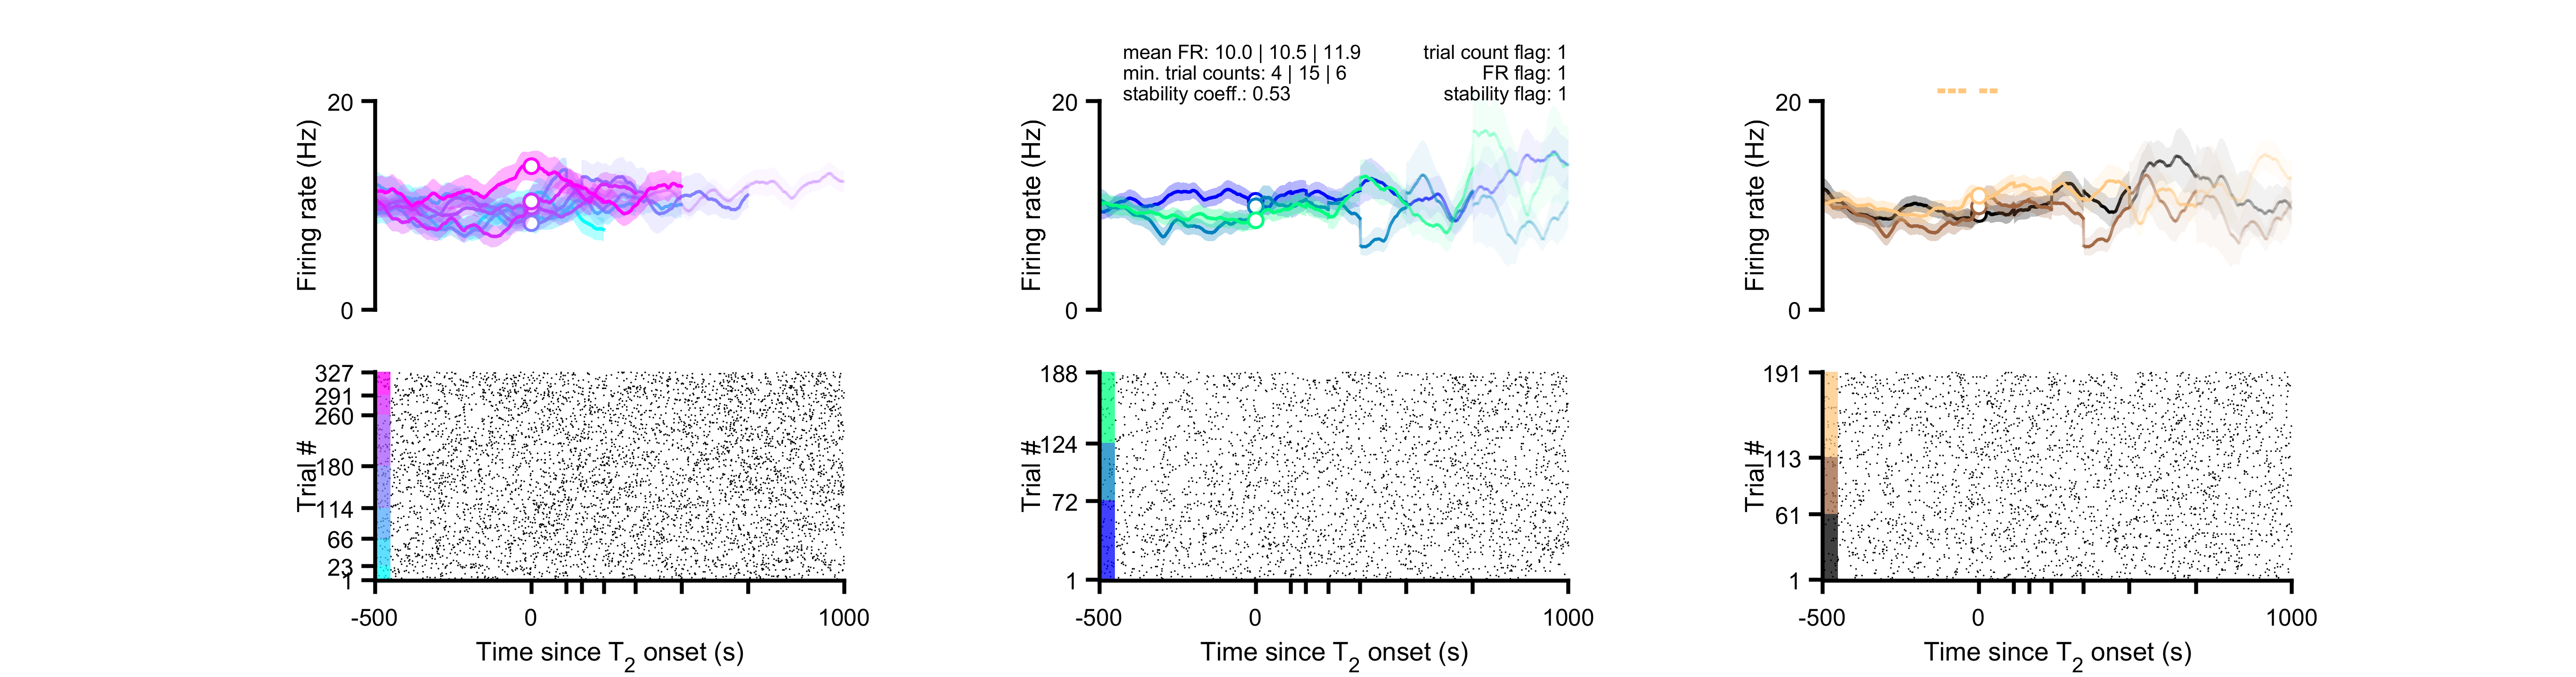 mean FR: 10.0 | 10.5 | 11.9
min. trial counts: 4 | 15 | 6
stability coeff.: 0.53
trial count flag: 1
FR flag: 1
stability flag: 1
20
Firing rate (Hz)
0
20
Firing rate (Hz)
0
20
Firing rate (Hz)
0
327
291
260
180
114
66
23
1
Trial #
-500
0
1000
Time since T2 onset (s)
188
124
72
1
Trial #
-500
0
1000
Time since T2 onset (s)
191
113
61
1
Trial #
-500
0
1000
Time since T2 onset (s)